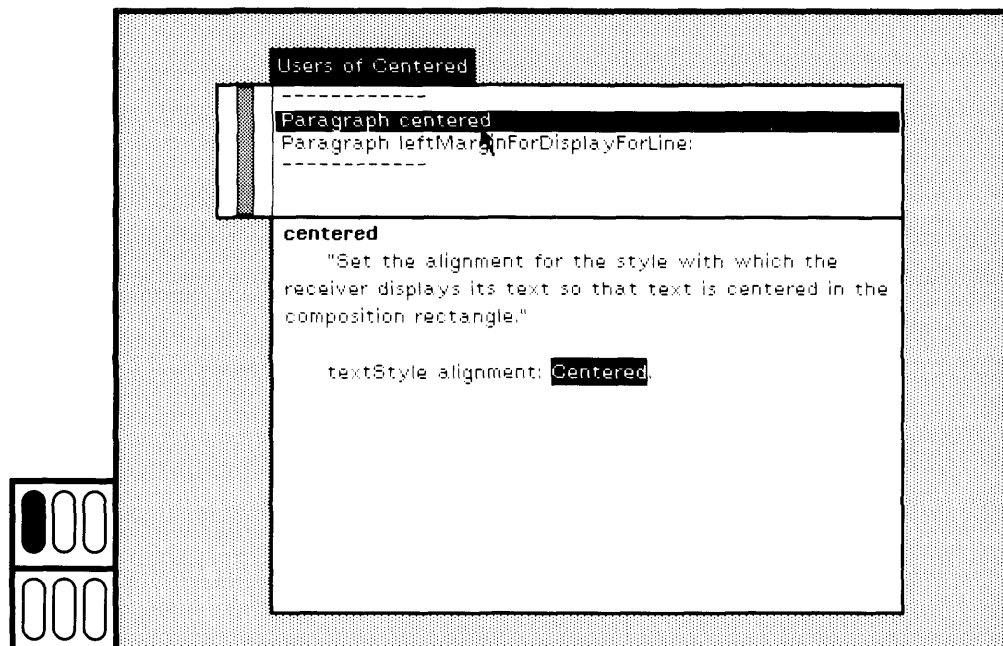 Users of Centered
-------------
Paragraph centered
Paragraph leftMarginForDisplayForLine:
-------------
centered
"Set the alignment for the style with which the
receiver displays its text so that text is centered in the
composition rectangle."
textStyle alignment: Centered.